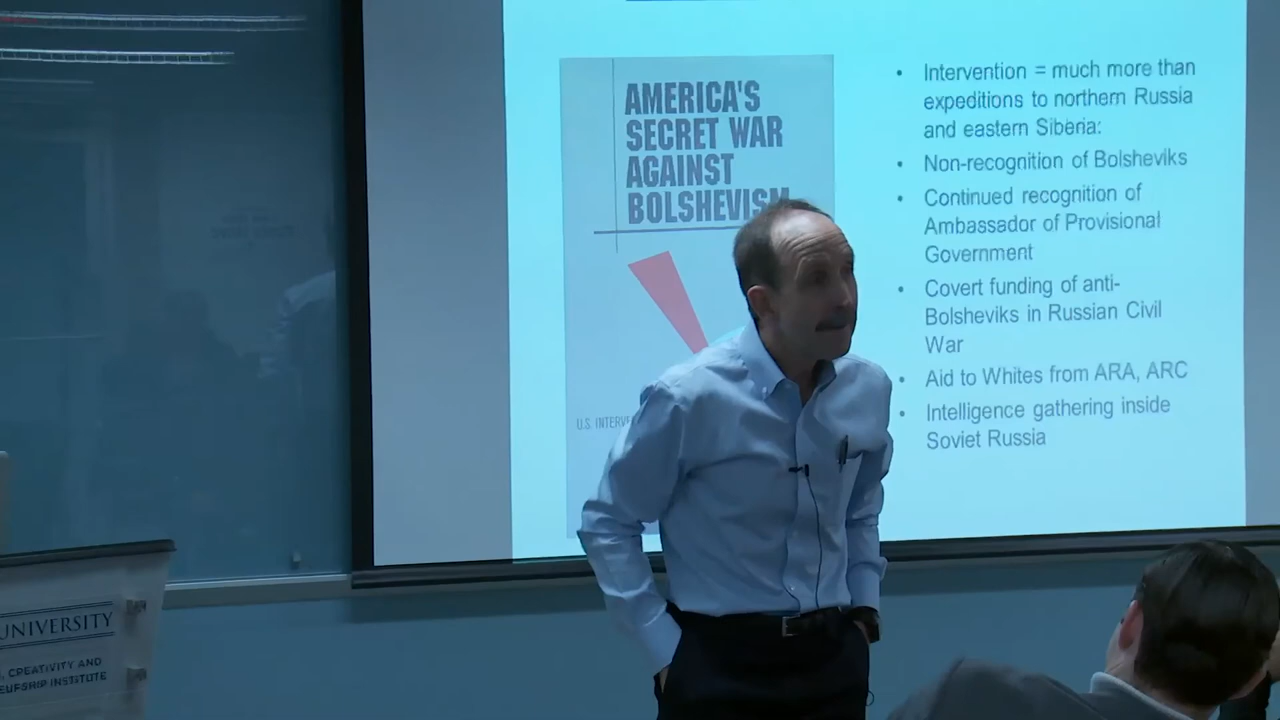 AMERICA'S
SECRET WAR
AGAINST
BOLSHEVISM
U.S. INTERVE
• Intervention = much more than
expeditions to northern Russia
and eastern Siberia:
• Non-recognition of Bolsheviks
• Continued recognition of
Ambassador of Provisional
Government
• Covert funding of anti-
Bolsheviks in Russian Civil
War
• Aid to Whites from ARA, ARC
• Intelligence gathering inside
Soviet Russia
UNIVERSITY
, CREATIVITY AND
EURSHIP INSTITUTE